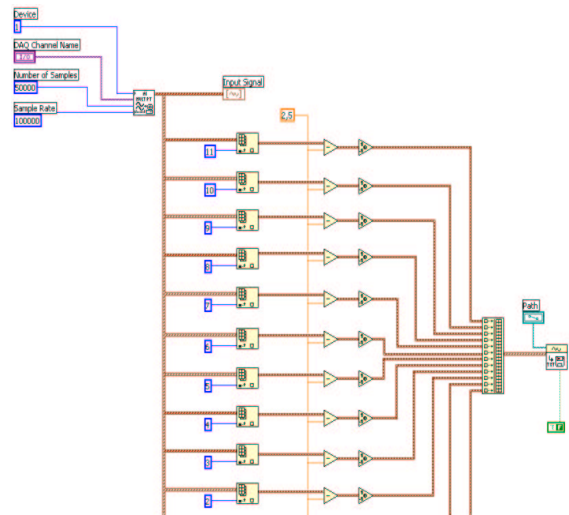 Device
1
DAQ Channel Name
I/O
Number of Samples
50000
Sample Rate
100000
Input Signal
2,5
11
10
9
8
7
6
5
4
3
2
Path